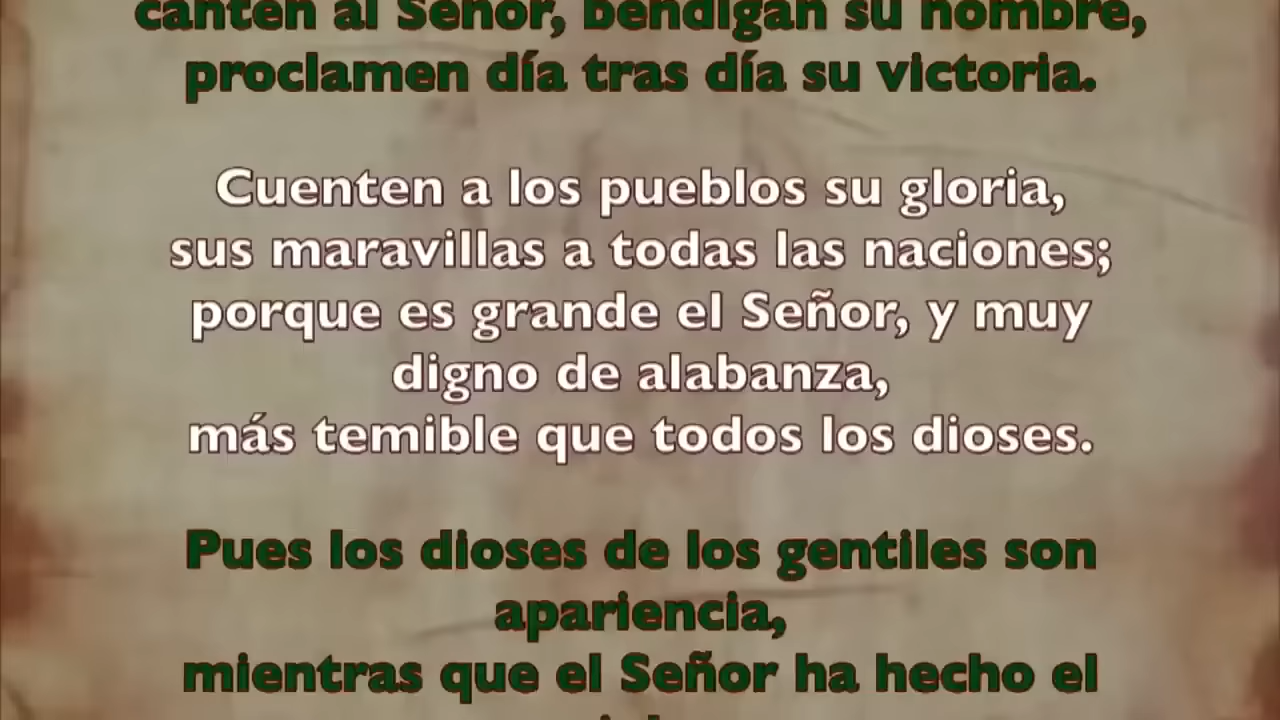 canten al Señor, bendigan su nombre,
proclamen día tras día su victoria.
Cuenten a los pueblos su gloria,
sus maravillas a todas las naciones;
porque es grande el Señor, y muy
digno de alabanza,
más temible que todos los dioses.
Pues los dioses de los gentiles son
apariencia,
mientras que el Señor ha hecho el